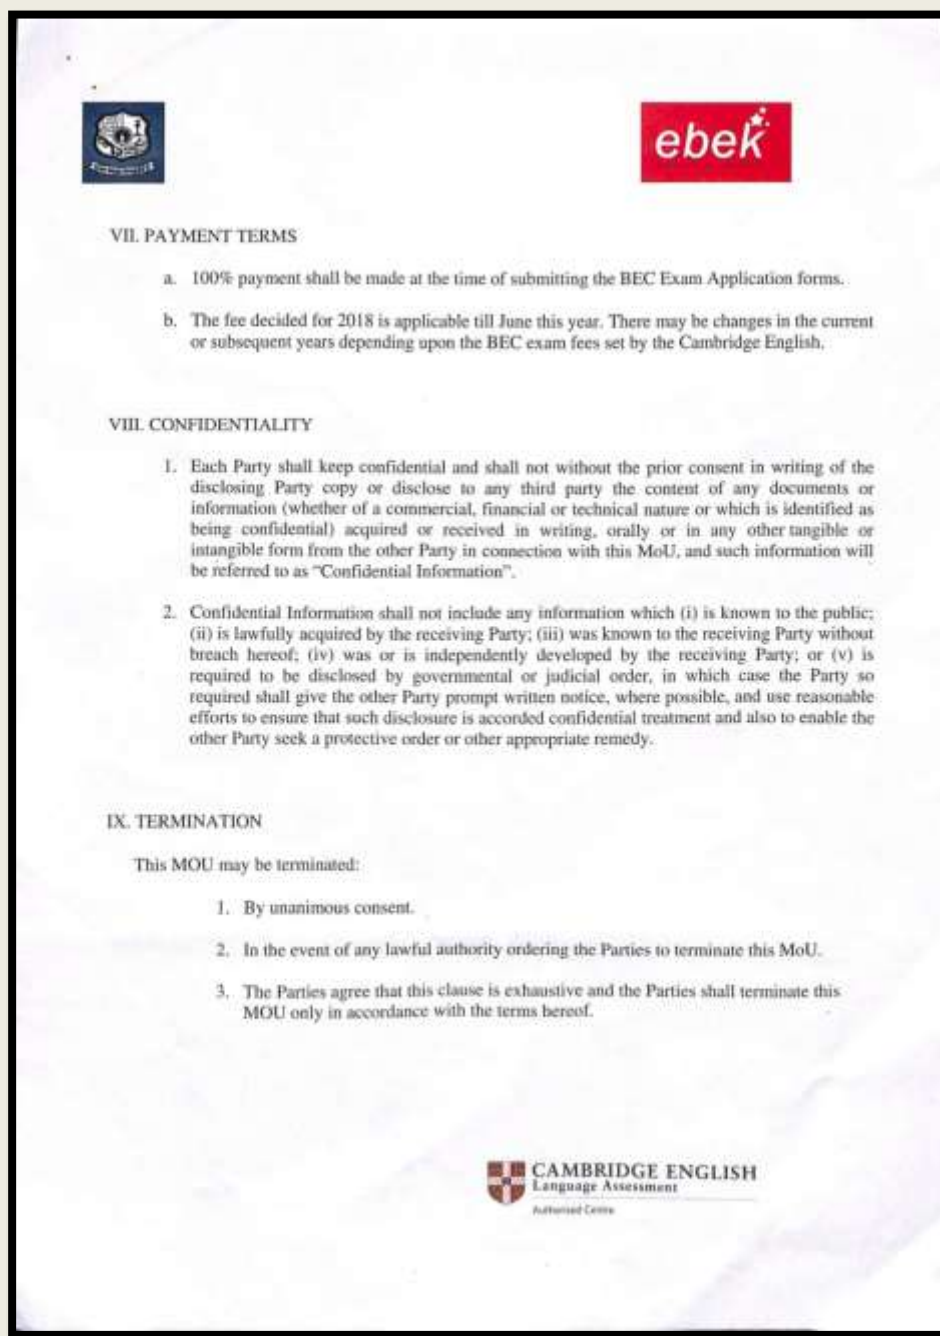 ebek
VII. PAYMENT TERMS
a. 100% payment shall be made at the time of submitting the BEC Exam Application forms.
b. The fee decided for 2018 is applicable till June this year. There may be changes in the current
or subsequent years depending upon the BEC exam fees set by the Cambridge English.
VIII. CONFIDENTIALITY
1. Each Party shall keep confidential and shall not without the prior consent in writing of the
disclosing Party copy or disclose to any third party the content of any documents or
information (whether of a commercial, financial or technical nature or which is identified as
being confidential) acquired or received in writing, orally or in any other tangible or
intangible form from the other Party in connection with this MoU, and such information will
be referred to as “Confidential Information”.
2. Confidential Information shall not include any information which (i) is known to the public;
(ii) is lawfully acquired by the receiving Party; (iii) was known to the receiving Party without
breach hereof; (iv) was or is independently developed by the receiving Party; or (v) is
required to be disclosed by governmental or judicial order, in which case the Party so
required shall give the other Party prompt written notice, where possible, and use reasonable
efforts to ensure that such disclosure is accorded confidential treatment and also to enable the
other Party seek a protective order or other appropriate remedy.
IX. TERMINATION
This MOU may be terminated:
1. By unanimous consent.
2. In the event of any lawful authority ordering the Parties to terminate this MoU.
3. The Parties agree that this clause is exhaustive and the Parties shall terminate this
MOU only in accordance with the terms hereof.
CAMBRIDGE ENGLISH
Language Assessment
Authorised Centre